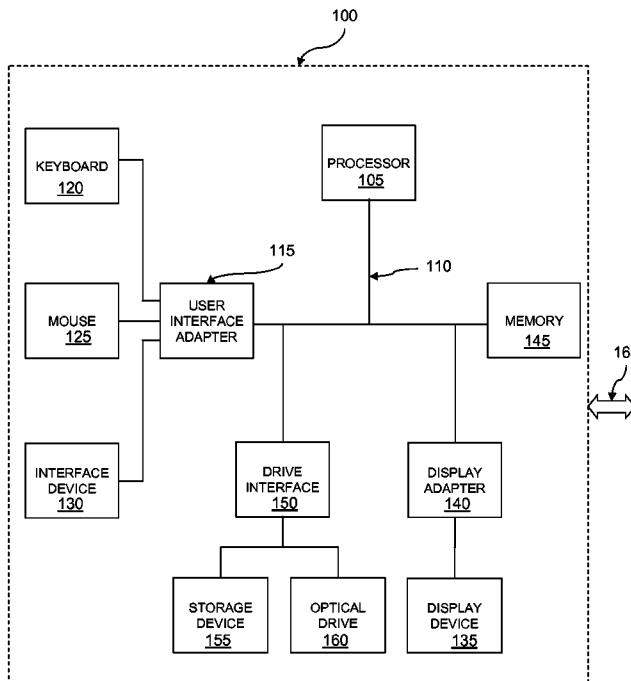 100
KEYBOARD
120
PROCESSOR
105
115
110
MOUSE
125
USER
INTERFACE
ADAPTER
MEMORY
145
16
INTERFACE
DEVICE
130
DRIVE
INTERFACE
150
DISPLAY
ADAPTER
140
STORAGE
DEVICE
155
OPTICAL
DRIVE
160
DISPLAY
DEVICE
135